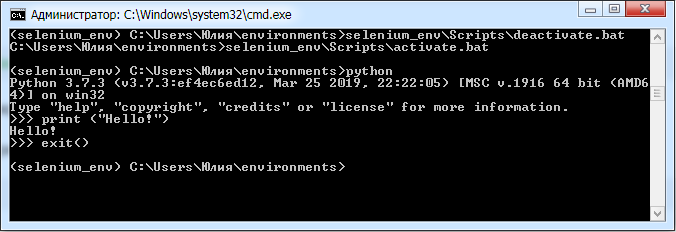 Администратор: C:\Windows\system32\cmd.exe
(selenium_env) C:\Users\Юлия\environments>selenium_env\Scripts\deactivate.bat
C:\Users\Юлия\environments>selenium_env\Scripts\activate.bat
(selenium_env) C:\Users\Юлия\environments>python
Python 3.7.3 (v3.7.3:ef4ec6ed12, Mar 25 2019, 22:22:05) [MSC v.1916 64 bit (AMD6
4)] on win32
Type "help", "copyright", "credits" or "license" for more information.
>>> print ("Hello!")
Hello!
>>> exit()
(selenium_env) C:\Users\Юлия\environments>